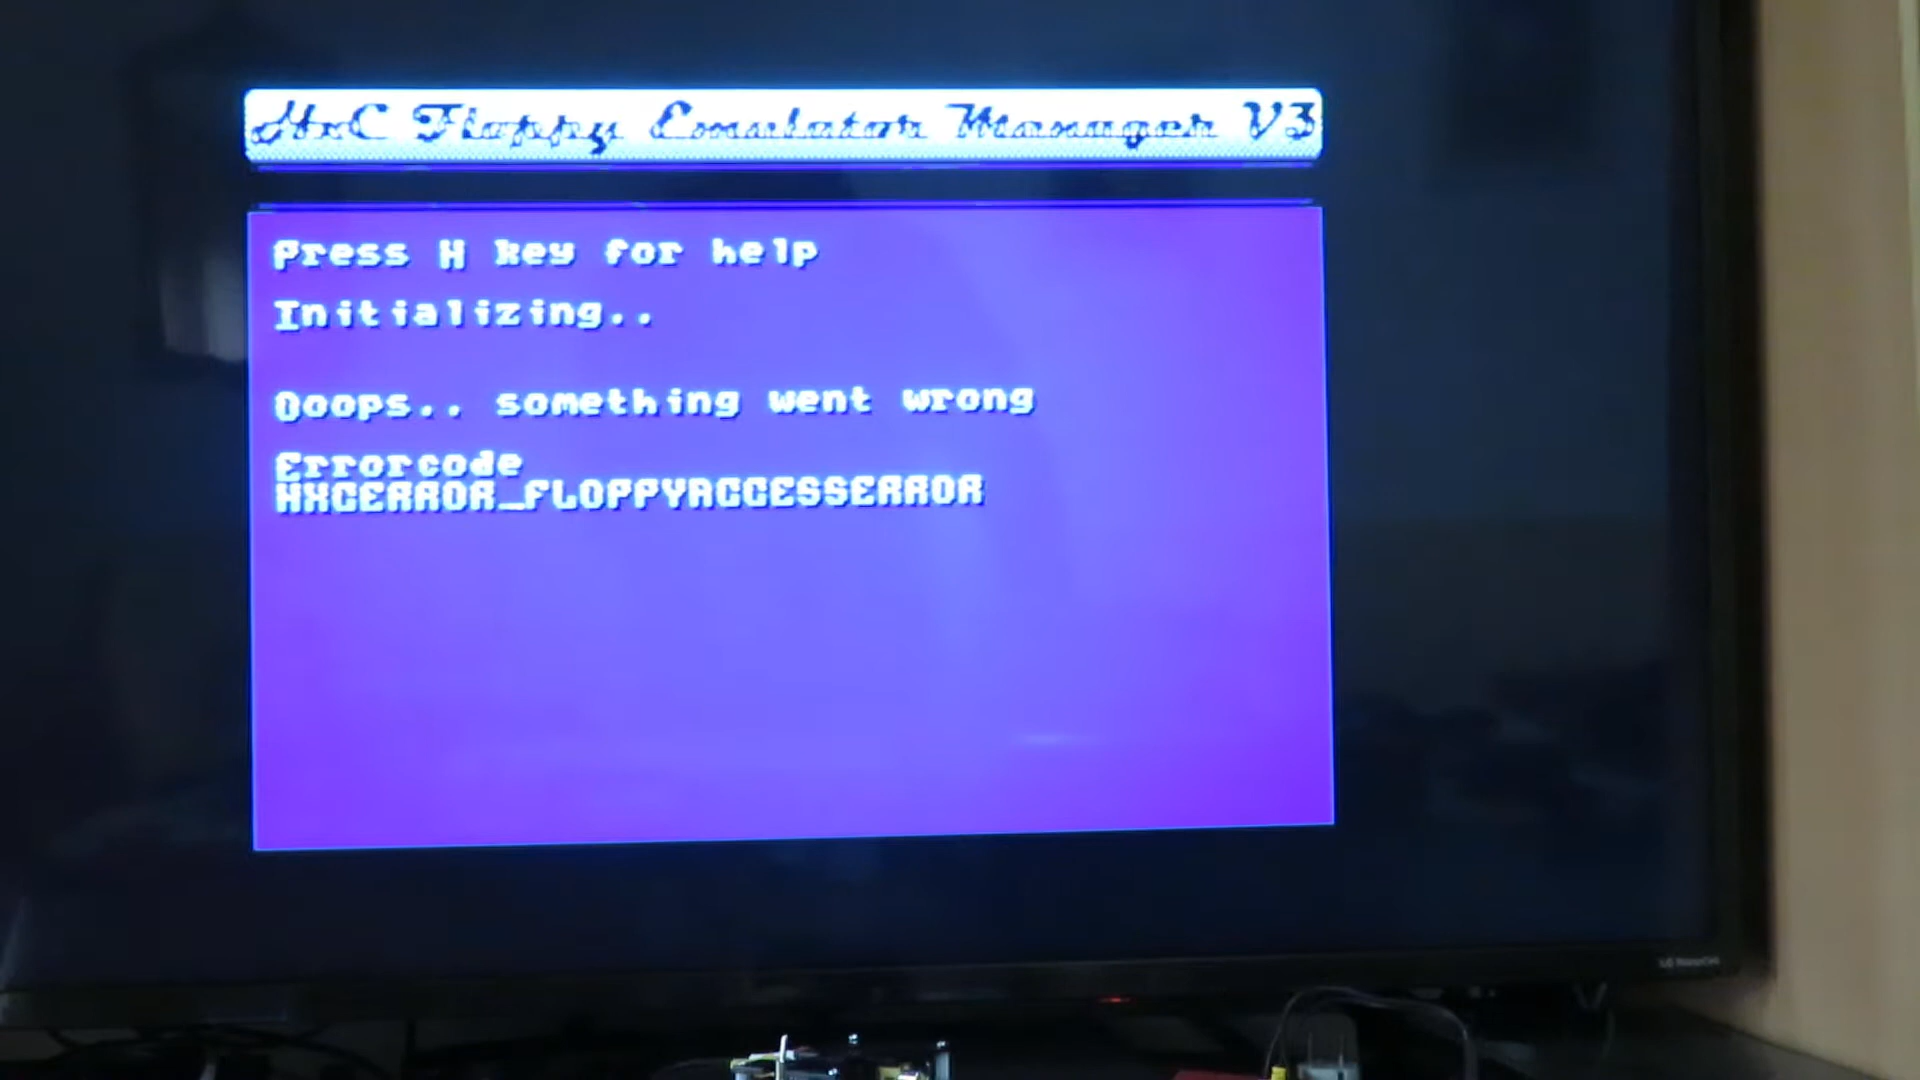 HxC Floppy Emulator Manager V3
Press H key for help
Initializing..
Ooops.. something went wrong
Errorcode
HXCERROR_FLOPPYACCESSERROR